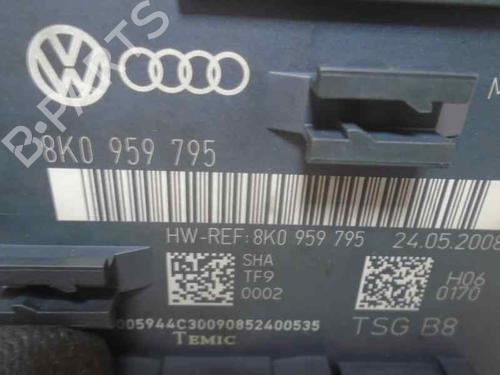 B-PARTS
8K0 959 795
HW-REF: 8K0 959 795 24.05.2008
SHA
TF9
0002
H06
0170
005944C30090852400535
TSG B8
TEMIC